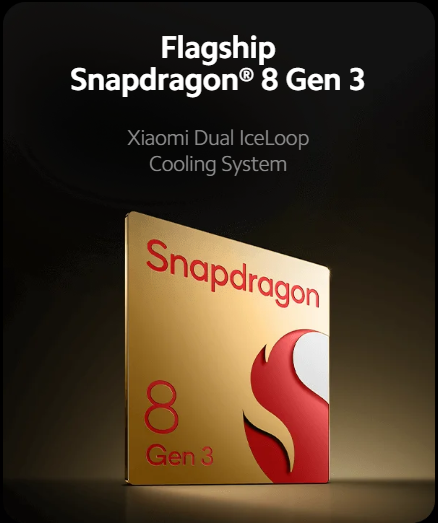 Flagship
Snapdragon® 8 Gen 3
Xiaomi Dual IceLoop
Cooling System
Snapdragon
8
Gen 3